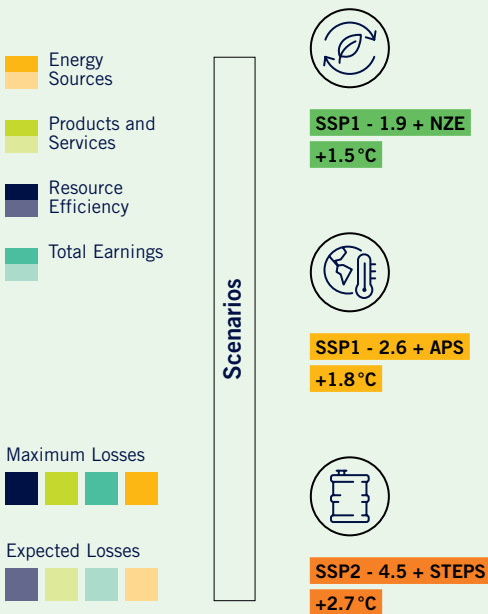 Energy
Sources
Products and
Services
Resource
Efficiency
Total Earnings
Maximum Losses
Expected Losses
Scenarios
SSP1 - 1.9 + NZE
+1.5°C
SSP1 - 2.6 + APS
+1.8°C
SSP2 - 4.5 + STEPS
+2.7°C